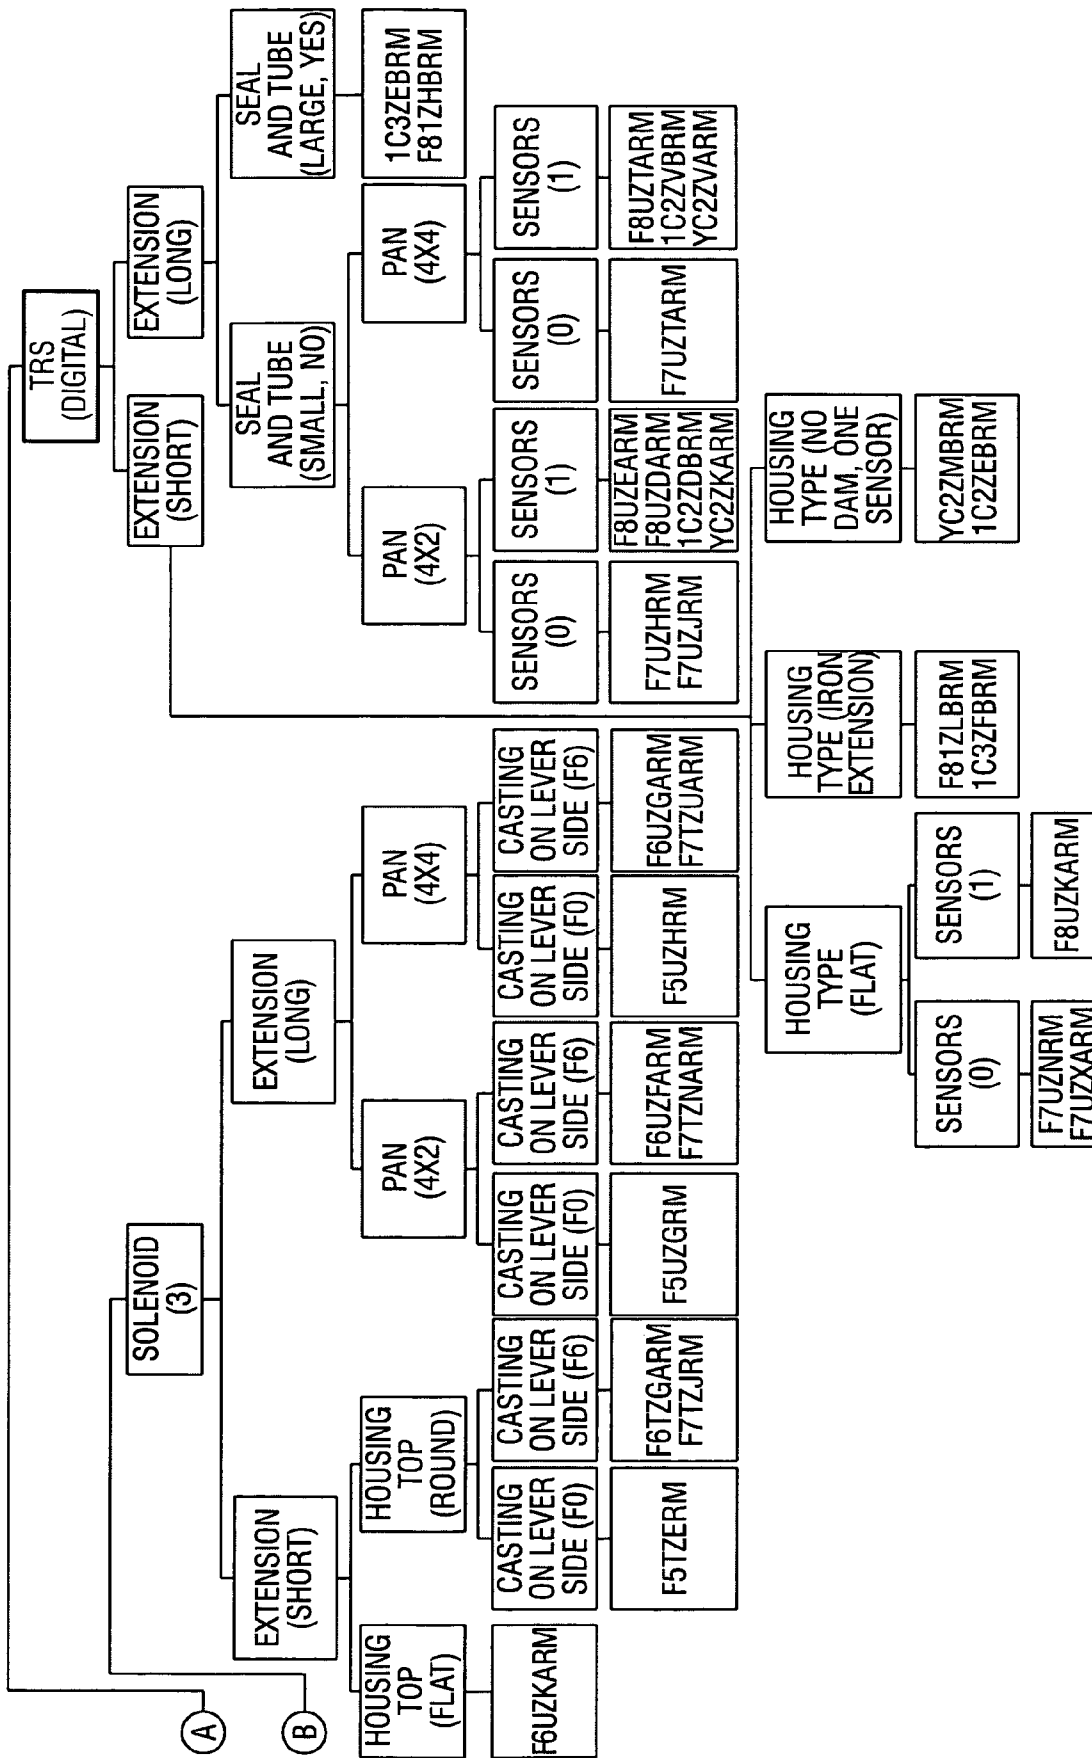 A
B
TRS
(DIGITAL)
SOLENOID
(3)
EXTENSION
(SHORT)
EXTENSION
(LONG)
EXTENSION
(SHORT)
EXTENSION
(LONG)
SEAL
AND TUBE
(SMALL, NO)
SEAL
AND TUBE
(LARGE, YES)
HOUSING
TOP
(FLAT)
HOUSING
TOP
(ROUND)
PAN
(4X2)
PAN
(4X4)
PAN
(4X2)
PAN
(4X4)
1C3ZEBRM
F81ZHBRM
F6UZKARM
CASTING
ON LEVER
SIDE (F0)
CASTING
ON LEVER
SIDE (F6)
CASTING
ON LEVER
SIDE (F0)
CASTING
ON LEVER
SIDE (F6)
CASTING
ON LEVER
SIDE (F0)
CASTING
ON LEVER
SIDE (F6)
SENSORS
(0)
SENSORS
(1)
SENSORS
(0)
SENSORS
(1)
F5TZERM
F6TZGARM
F7TZJRM
F5UZGRM
F6UZFARM
F7TZNARM
F5UZHRM
F6UZGARM
F7TZUARM
F7UZHRM
F7UZJRM
F8UZEARM
F8UZDARM
1C2ZDBRM
YC2ZKARM
F7UZTARM
F8UZTARM
1C2ZVBRM
YC2ZVARM
HOUSING
TYPE
(FLAT)
HOUSING
TYPE (IRON
EXTENSION)
HOUSING
TYPE (NO
DAM, ONE
SENSOR)
SENSORS
(0)
SENSORS
(1)
F81ZLBRM
1C3ZFBRM
YC2ZMBRM
1C2ZEBRM
F7UZNRM
F7UZXARM
F8UZKARM